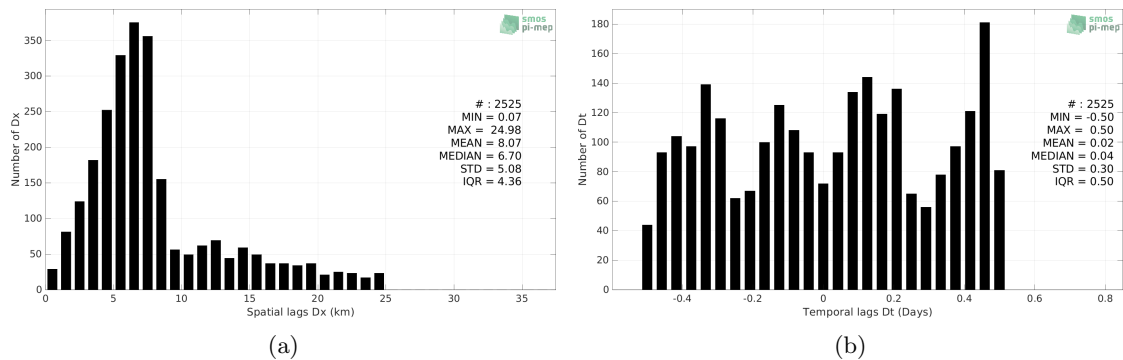 smos
pi-mep
350
300
250
200
150
100
50
0
Number of Dx
# : 2525
MIN = 0.07
MAX = 24.98
MEAN = 8.07
MEDIAN = 6.70
STD = 5.08
IQR = 4.36
0 5 10 15 20 25 30 35
Spatial lags Dx (km)
(a)
smos
pi-mep
180
160
140
120
100
80
60
40
20
0
Number of Dt
# : 2525
MIN = -0.50
MAX = 0.50
MEAN = 0.02
MEDIAN = 0.04
STD = 0.30
IQR = 0.50
-0.4 -0.2 0 0.2 0.4 0.6 0.8
Temporal lags Dt (Days)
(b)